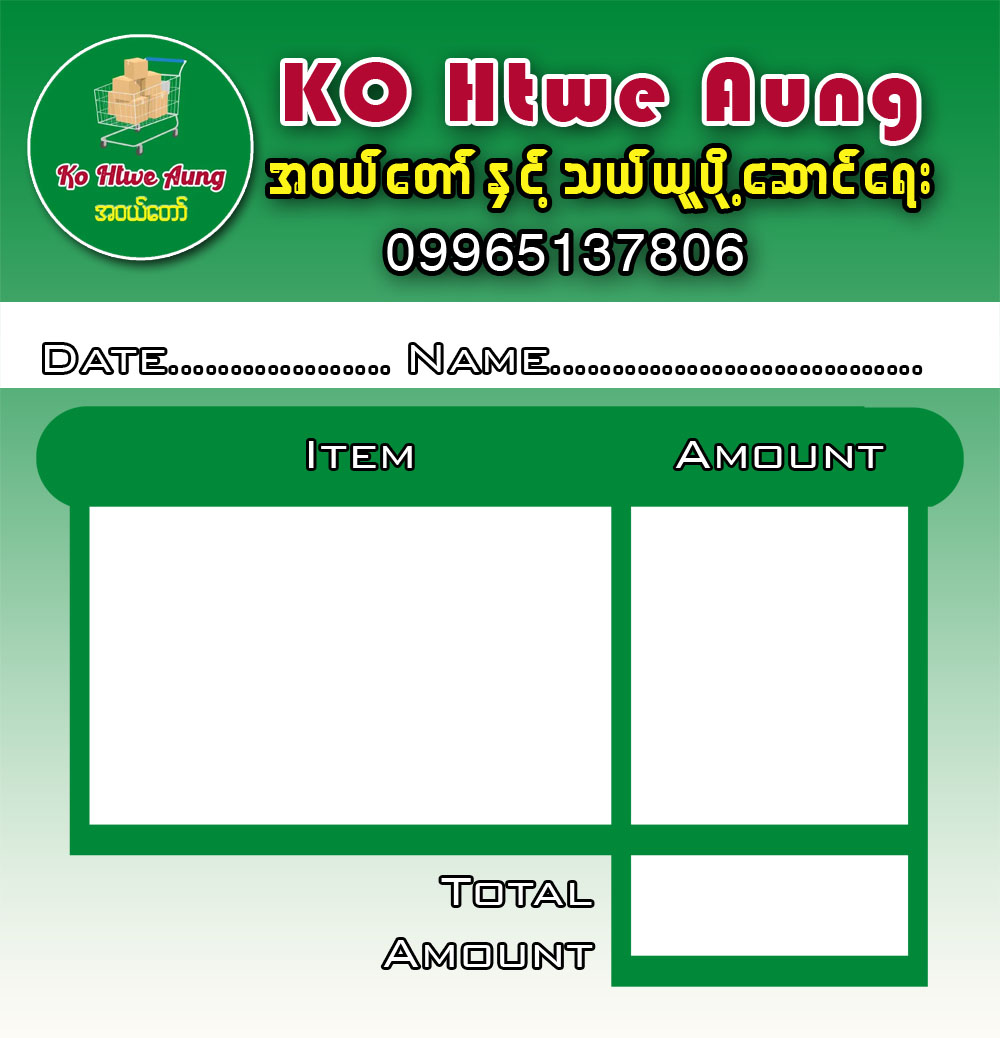 Ko Htwe Aung
အဝယ်တော်
KO Htwe Aung
အဝယ်တော် နှင့် သယ်ယူပို့ဆောင်ရေး
09965137806
Date.................. Name..............................
Item Amount
Total
Amount